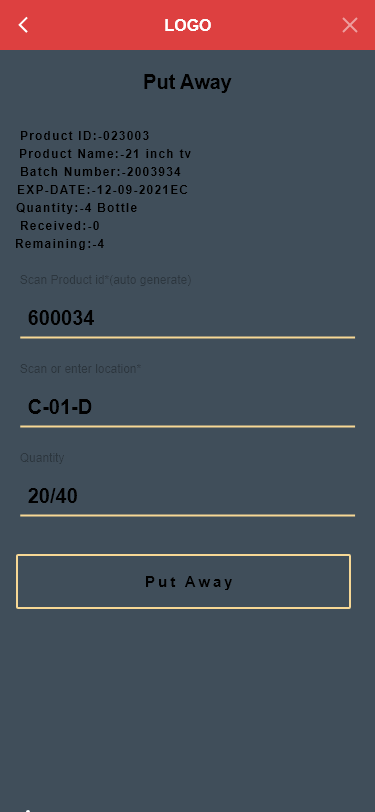 LOGO
Put Away
Product ID:-023003
Product Name:-21 inch tv
Batch Number:-2003934
EXP-DATE:-12-09-2021EC
Quantity:-4 Bottle
Received:-0
Remaining:-4
Scan Product id*(auto generate)
600034
Scan or enter location*
C-01-D
Quantity
20/40
Put Away